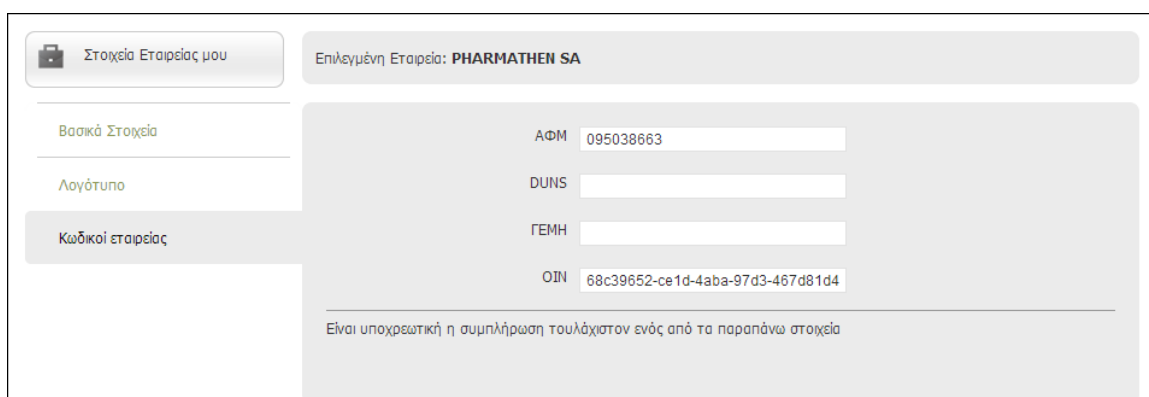 Στοιχεία Εταιρείας μου
Επιλεγμένη Εταιρεία: PHARMATHEN SA
Βασικά Στοιχεία
Λογότυπο
Κωδικοί εταιρείας
ΑΦΜ 095038663
DUNS
ΓΕΜΗ
OIN 68c39652-ce1d-4aba-97d3-467d81d4
Είναι υποχρεωτική η συμπλήρωση τουλάχιστον ενός από τα παραπάνω στοιχεία